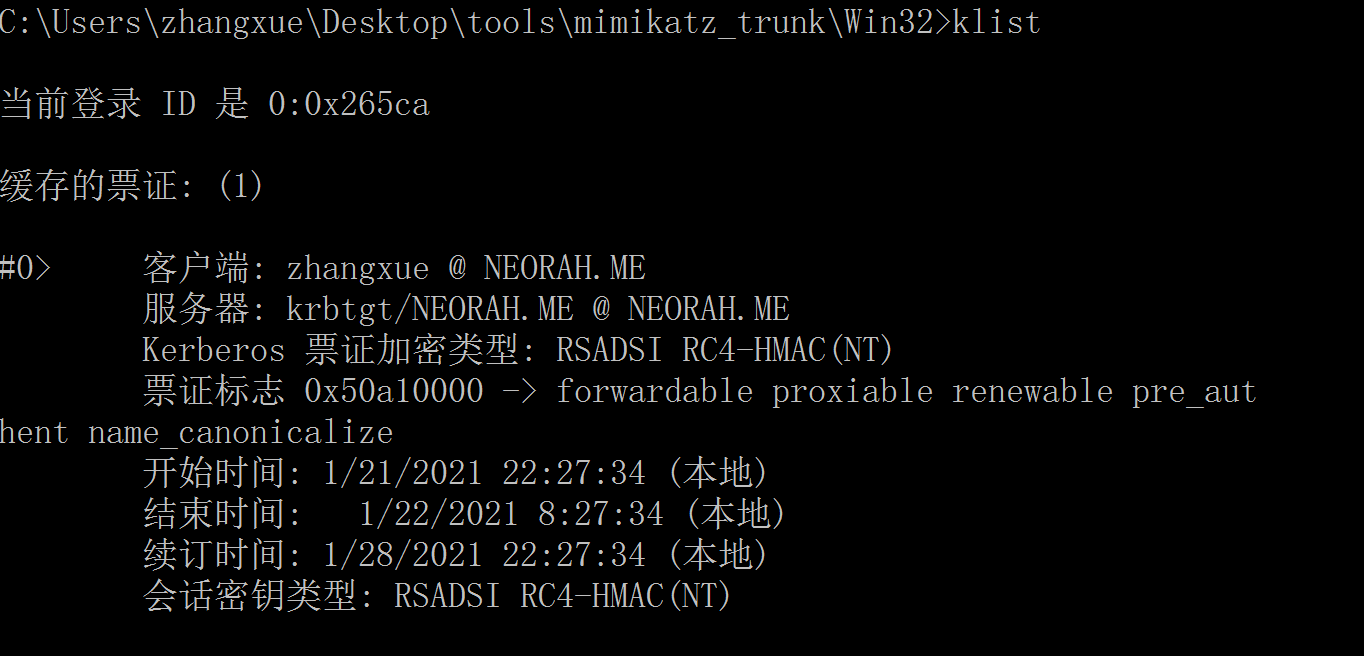 C:\Users\zhangxue\Desktop\tools\mimikatz_trunk\Win32>klist
当前登录 ID 是 0:0x265ca
缓存的票证: (1)
#0>     客户端: zhangxue @ NEORAH.ME
服务器: krbtgt/NEORAH.ME @ NEORAH.ME
Kerberos 票证加密类型: RSADSI RC4-HMAC(NT)
票证标志 0x50a10000 -> forwardable proxiable renewable pre_aut
hent name_canonicalize
开始时间: 1/21/2021 22:27:34 (本地)
结束时间:   1/22/2021 8:27:34 (本地)
续订时间: 1/28/2021 22:27:34 (本地)
会话密钥类型: RSADSI RC4-HMAC(NT)